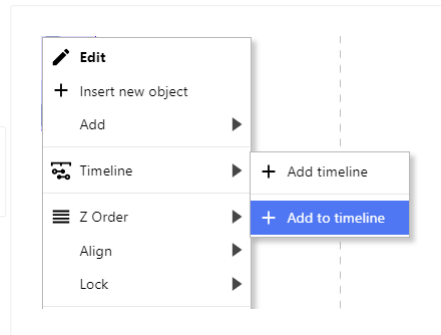 Edit
Insert new object
Add
Timeline
Add timeline
Z Order
Add to timeline
Align
Lock